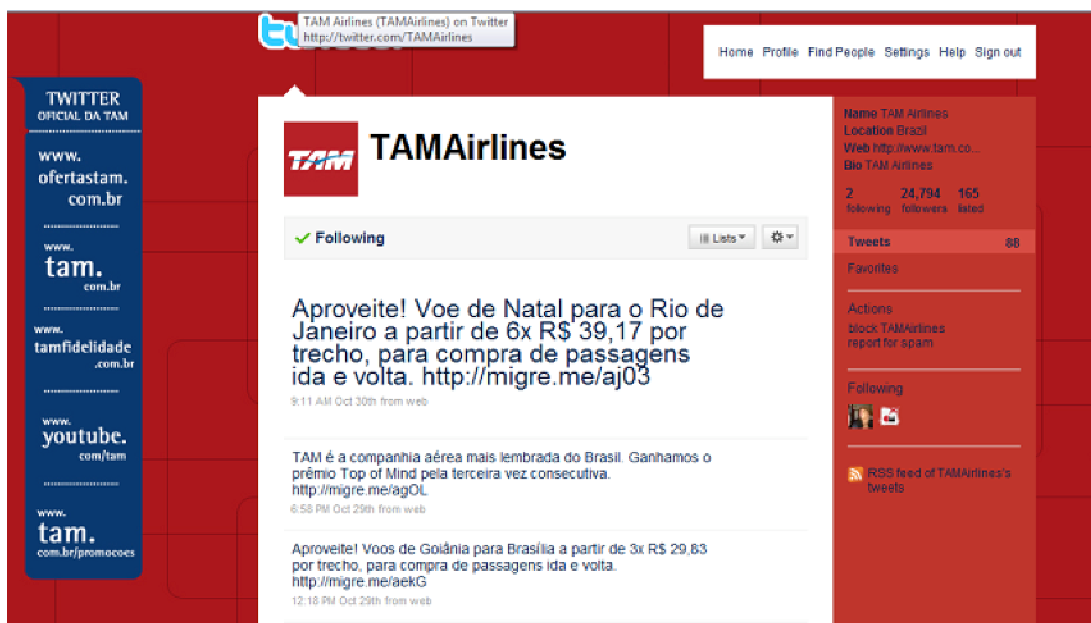 TAM Airlines (TAMAirlines) on Twitter
http://twitter.com/TAMAirlines
Home Profile Find People Settings Help Sign out
TWITTER
OFICIAL DA TAM
www.
ofertastam.
com.br
www.
tam.
com.br
www.
tamfidelidade
.com.br
www.
youtube.
com/tam
www.
tam.
com.br/promocoes
TAM
TAMAirlines
Following
Lists
Aproveite! Voe de Natal para o Rio de
Janeiro a partir de 6x R$ 39,17 por
trecho, para compra de passagens
ida e volta. http://migre.me/aj03
9:11 AM Oct 30th from web
TAM é a companhia aérea mais lembrada do Brasil. Ganhamos o
prêmio Top of Mind pela terceira vez consecutiva.
http://migre.me/agOL
6:58 PM Oct 29th from web
Aproveite! Voos de Goiânia para Brasília a partir de 3x R$ 29,83
por trecho, para compra de passagens ida e volta.
http://migre.me/aekG
12:18 PM Oct 29th from web
Name TAM Airlines
Location Brazil
Web http://www.tam.co...
Bio TAM Airlines
2 24,794 165
following followers listed
Tweets 88
Favorites
Actions
block TAMAirlines
report for spam
Following
RSS feed of TAMAirlines's
tweets